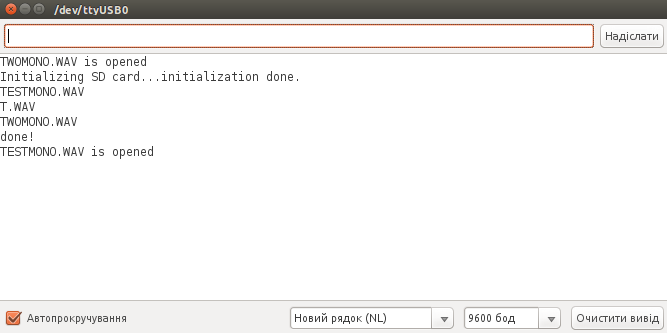 /dev/ttyUSB0
Надіслати
TWOMONO.WAV is opened
Initializing SD card...initialization done.
TESTMONO.WAV
T.WAV
TWOMONO.WAV
done!
TESTMONO.WAV is opened
Автопрокручування
Новий рядок (NL)
9600 бод
Очистити вивід